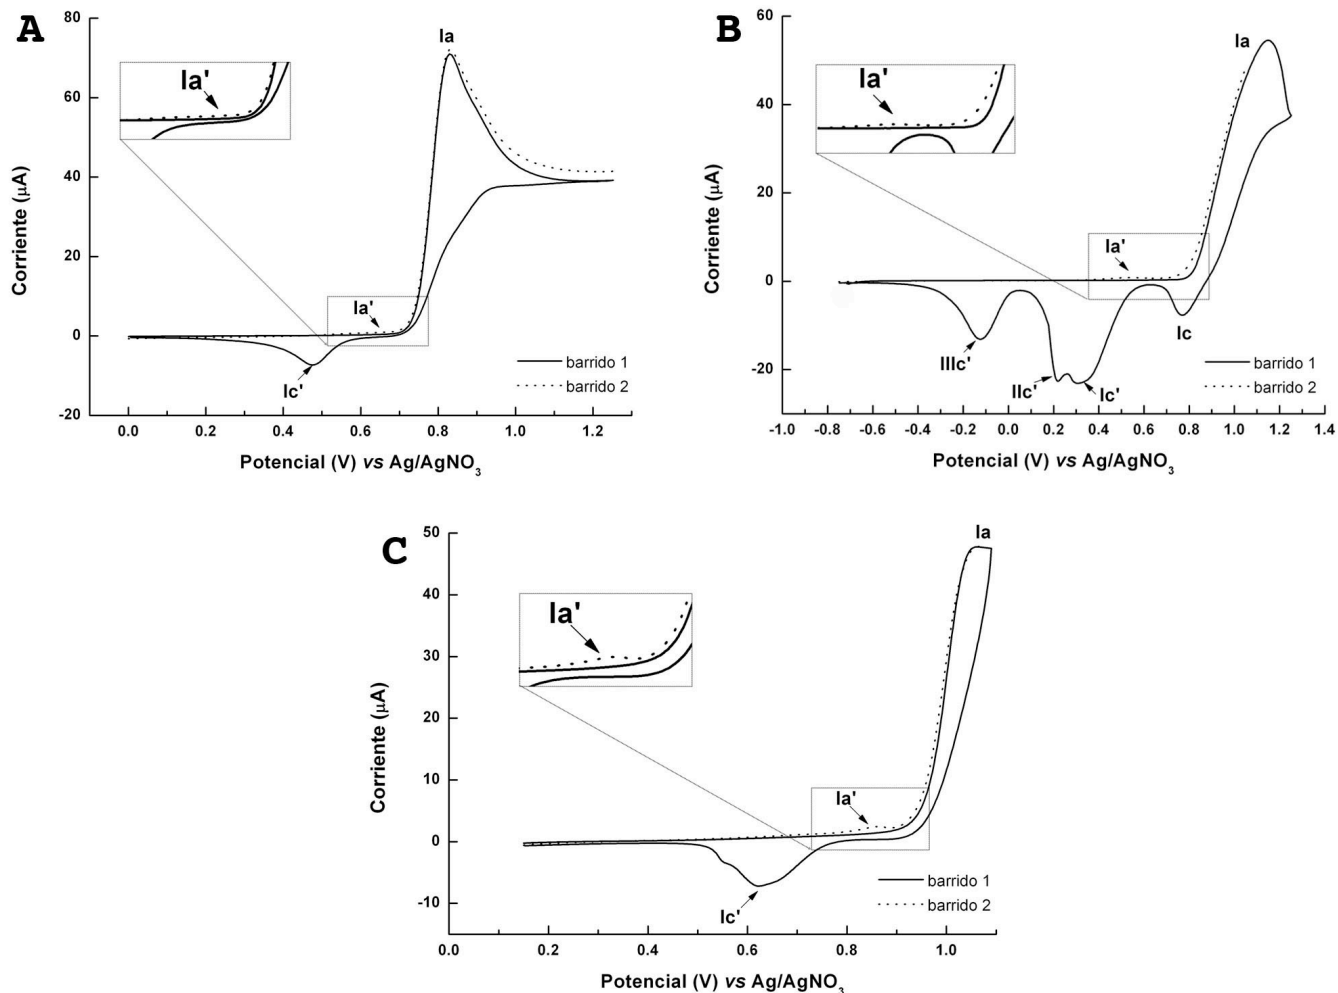 A
80
60
40
20
0
-20
Corriente (µA)
Ia
Ia'
Ia'
Ic'
barrido 1
barrido 2
0.0 0.2 0.4 0.6 0.8 1.0 1.2
Potencial (V) vs Ag/AgNO₃
B
60
40
20
0
-20
Corriente (µA)
Ia
Ia'
Ia'
Ic
IIIc'
IIc'
Ic'
barrido 1
barrido 2
-1.0 -0.8 -0.6 -0.4 -0.2 0.0 0.2 0.4 0.6 0.8 1.0 1.2 1.4
Potencial (V) vs Ag/AgNO₃
C
50
40
30
20
10
0
-10
Corriente (µA)
Ia
Ia'
Ia'
Ic'
barrido 1
barrido 2
0.0 0.2 0.4 0.6 0.8 1.0
Potencial (V) vs Ag/AgNO₃